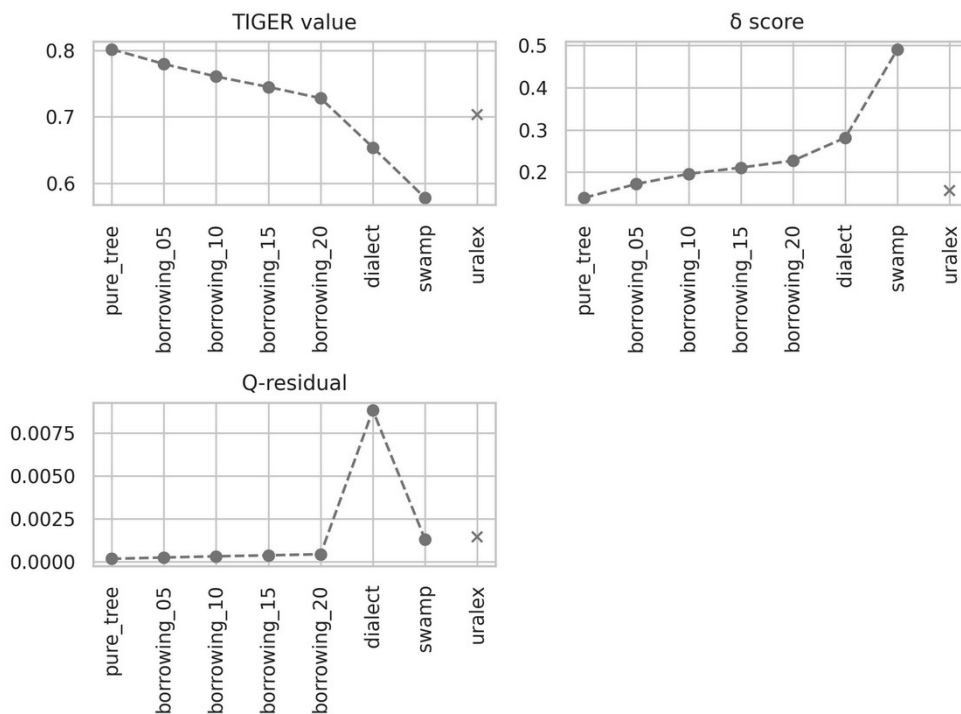 TIGER value
0.8
0.7
0.6
pure_tree
borrowing_05
borrowing_10
borrowing_15
borrowing_20
dialect
swamp
uralex
δ score
0.5
0.4
0.3
0.2
pure_tree
borrowing_05
borrowing_10
borrowing_15
borrowing_20
dialect
swamp
uralex
Q-residual
0.0075
0.0050
0.0025
0.0000
pure_tree
borrowing_05
borrowing_10
borrowing_15
borrowing_20
dialect
swamp
uralex